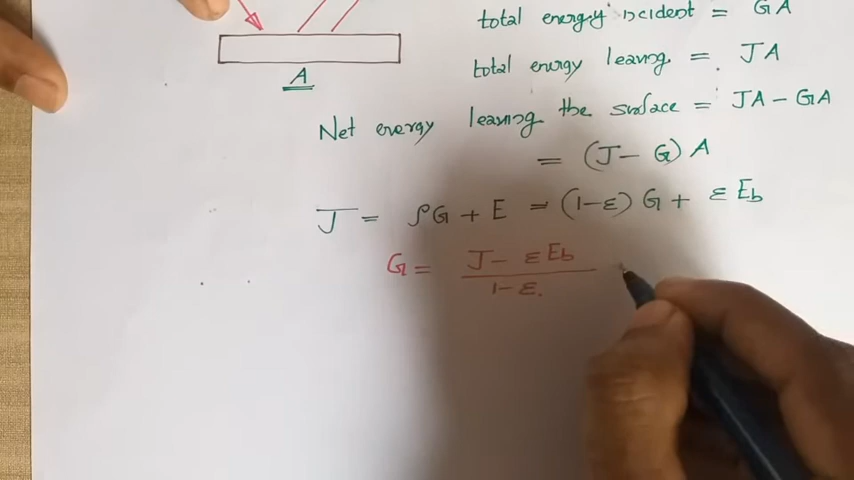 total energy incident = GA
total energy leaving = JA
A
Net energy leaving the surface = JA - GA
= (J - G) A
J = ρG + E = (1-ε) G + ε Eb
G = J - ε Eb
1 - ε.